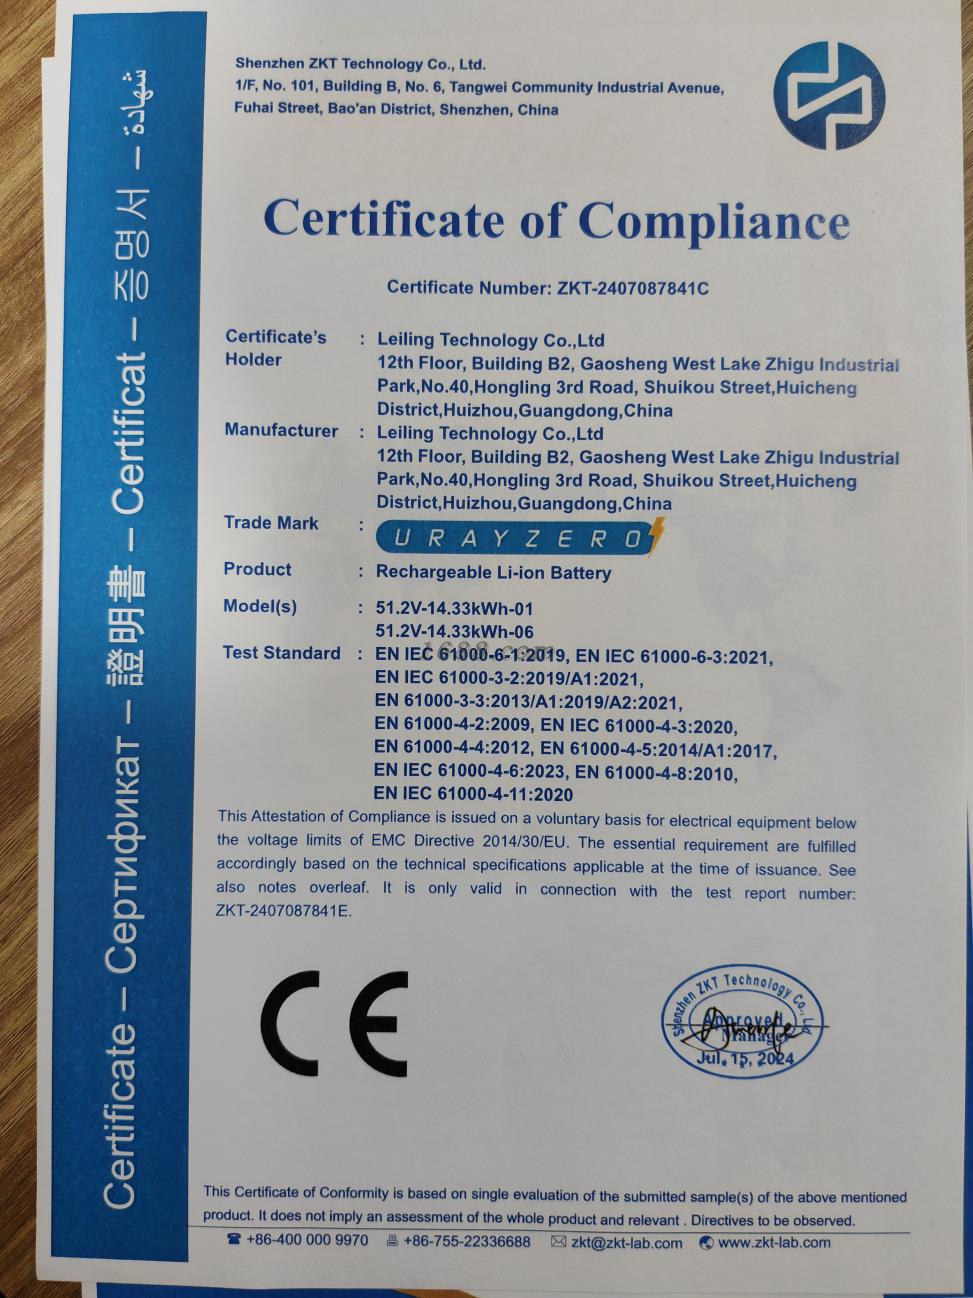 Shenzhen ZKT Technology Co., Ltd.
1/F, No. 101, Building B, No. 6, Tangwei Community Industrial Avenue,
Fuhai Street, Bao'an District, Shenzhen, China
Certificate of Compliance
Certificate Number: ZKT-2407087841C
Certificate's Holder : Leiling Technology Co.,Ltd
12th Floor, Building B2, Gaosheng West Lake Zhigu Industrial
Park,No.40,Hongling 3rd Road, Shuikou Street,Huicheng
District,Huizhou,Guangdong,China
Manufacturer : Leiling Technology Co.,Ltd
12th Floor, Building B2, Gaosheng West Lake Zhigu Industrial
Park,No.40,Hongling 3rd Road, Shuikou Street,Huicheng
District,Huizhou,Guangdong,China
Trade Mark : URAYZERO
Product : Rechargeable Li-ion Battery
Model(s) : 51.2V-14.33kWh-01
51.2V-14.33kWh-06
1688.com
Test Standard : EN IEC 61000-6-1:2019, EN IEC 61000-6-3:2021,
EN IEC 61000-3-2:2019/A1:2021,
EN 61000-3-3:2013/A1:2019/A2:2021,
EN 61000-4-2:2009, EN IEC 61000-4-3:2020,
EN 61000-4-4:2012, EN 61000-4-5:2014/A1:2017,
EN IEC 61000-4-6:2023, EN 61000-4-8:2010,
EN IEC 61000-4-11:2020
This Attestation of Compliance is issued on a voluntary basis for electrical equipment below
the voltage limits of EMC Directive 2014/30/EU. The essential requirement are fulfilled
accordingly based on the technical specifications applicable at the time of issuance. See
also notes overleaf. It is only valid in connection with the test report number:
ZKT-2407087841E.
CE
Shenzhen ZKT Technology Co., Ltd
Approved
Manager
Jul. 15, 2024
This Certificate of Conformity is based on single evaluation of the submitted sample(s) of the above mentioned
product. It does not imply an assessment of the whole product and relevant . Directives to be observed.
+86-400 000 9970 +86-755-22336688 zkt@zkt-lab.com www.zkt-lab.com
Certificate – Сертификат – 證明書 – Certificat – 증명서 – شهادة